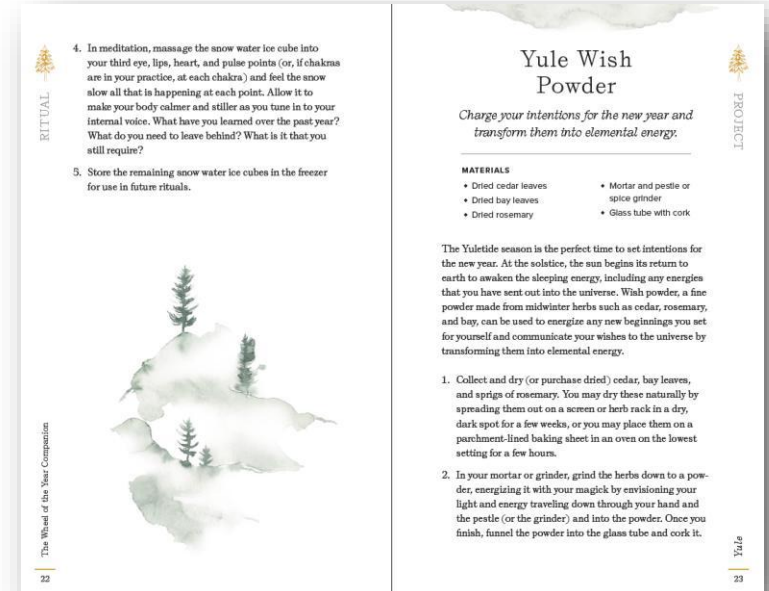 4. In meditation, massage the snow water ice cube into
your third eye, lips, heart, and pulse points (or, if chakras
are in your practice, at each chakra) and feel the snow
slow all that is happening at each point. Allow it to
make your body calmer and stiller as you tune in to your
internal voice. What have you learned over the past year?
What do you need to leave behind? What is it that you
still require?
5. Store the remaining snow water ice cubes in the freezer
for use in future rituals.
RITUAL
The Wheel of the Year Companion
22
Yule Wish
Powder
Charge your intentions for the new year and
transform them into elemental energy.
MATERIALS
• Dried cedar leaves
• Dried bay leaves
• Dried rosemary
• Mortar and pestle or
spice grinder
• Glass tube with cork
The Yuletide season is the perfect time to set intentions for
the new year. At the solstice, the sun begins its return to
earth to awaken the sleeping energy, including any energies
that you have sent out into the universe. Wish powder, a fine
powder made from midwinter herbs such as cedar, rosemary,
and bay, can be used to energize any new beginnings you set
for yourself and communicate your wishes to the universe by
transforming them into elemental energy.
1. Collect and dry (or purchase dried) cedar, bay leaves,
and sprigs of rosemary. You may dry these naturally by
spreading them out on a screen or herb rack in a dry,
dark spot for a few weeks, or you may place them on a
parchment-lined baking sheet in an oven on the lowest
setting for a few hours.
2. In your mortar or grinder, grind the herbs down to a pow-
der, energizing it with your magick by envisioning your
light and energy traveling down through your hand and
the pestle (or the grinder) and into the powder. Once you
finish, funnel the powder into the glass tube and cork it.
PROJECT
Yule
23